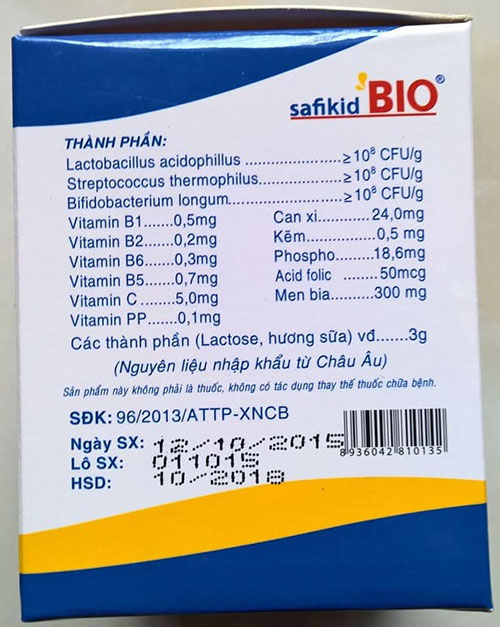 safikid BIO®
THÀNH PHẦN:
Lactobacillus acidophillus ......................≥10⁸ CFU/g
Streptococcus thermophilus....................≥10⁸ CFU/g
Bifidobacterium longum...........................≥10⁸ CFU/g
Vitamin B1.......0,5mg
Vitamin B2.......0,2mg
Vitamin B6.......0,3mg
Vitamin B5.......0,7mg
Vitamin C ........5,0mg
Vitamin PP......0,1mg
Can xi............24,0mg
Kẽm................0,5 mg
Phospho.........18,6mg
Acid folic ........50mcg
Men bia..........300 mg
Các thành phần (Lactose, hương sữa) vđ.......3g
(Nguyên liệu nhập khẩu từ Châu Âu)
Sản phẩm này không phải là thuốc, không có tác dụng thay thế thuốc chữa bệnh.
SĐK: 96/2013/ATTP-XNCB
Ngày SX: 12/10/2015
Lô SX: 011015
HSD: 10/2018
8936042 810135